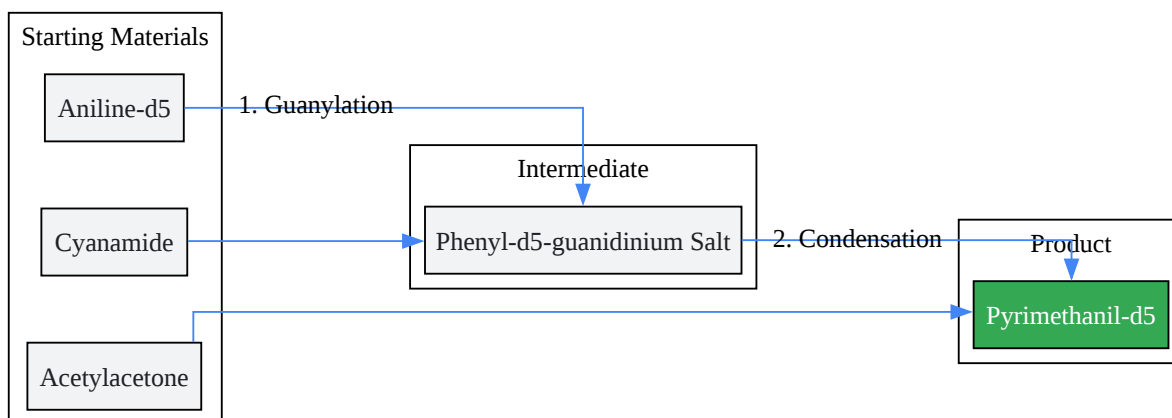 Starting Materials
Aniline-d5
1. Guanylation
Intermediate
Cyanamide
Phenyl-d5-guanidinium Salt
2. Condensation
Product
Pyrimethanil-d5
Acetylacetone